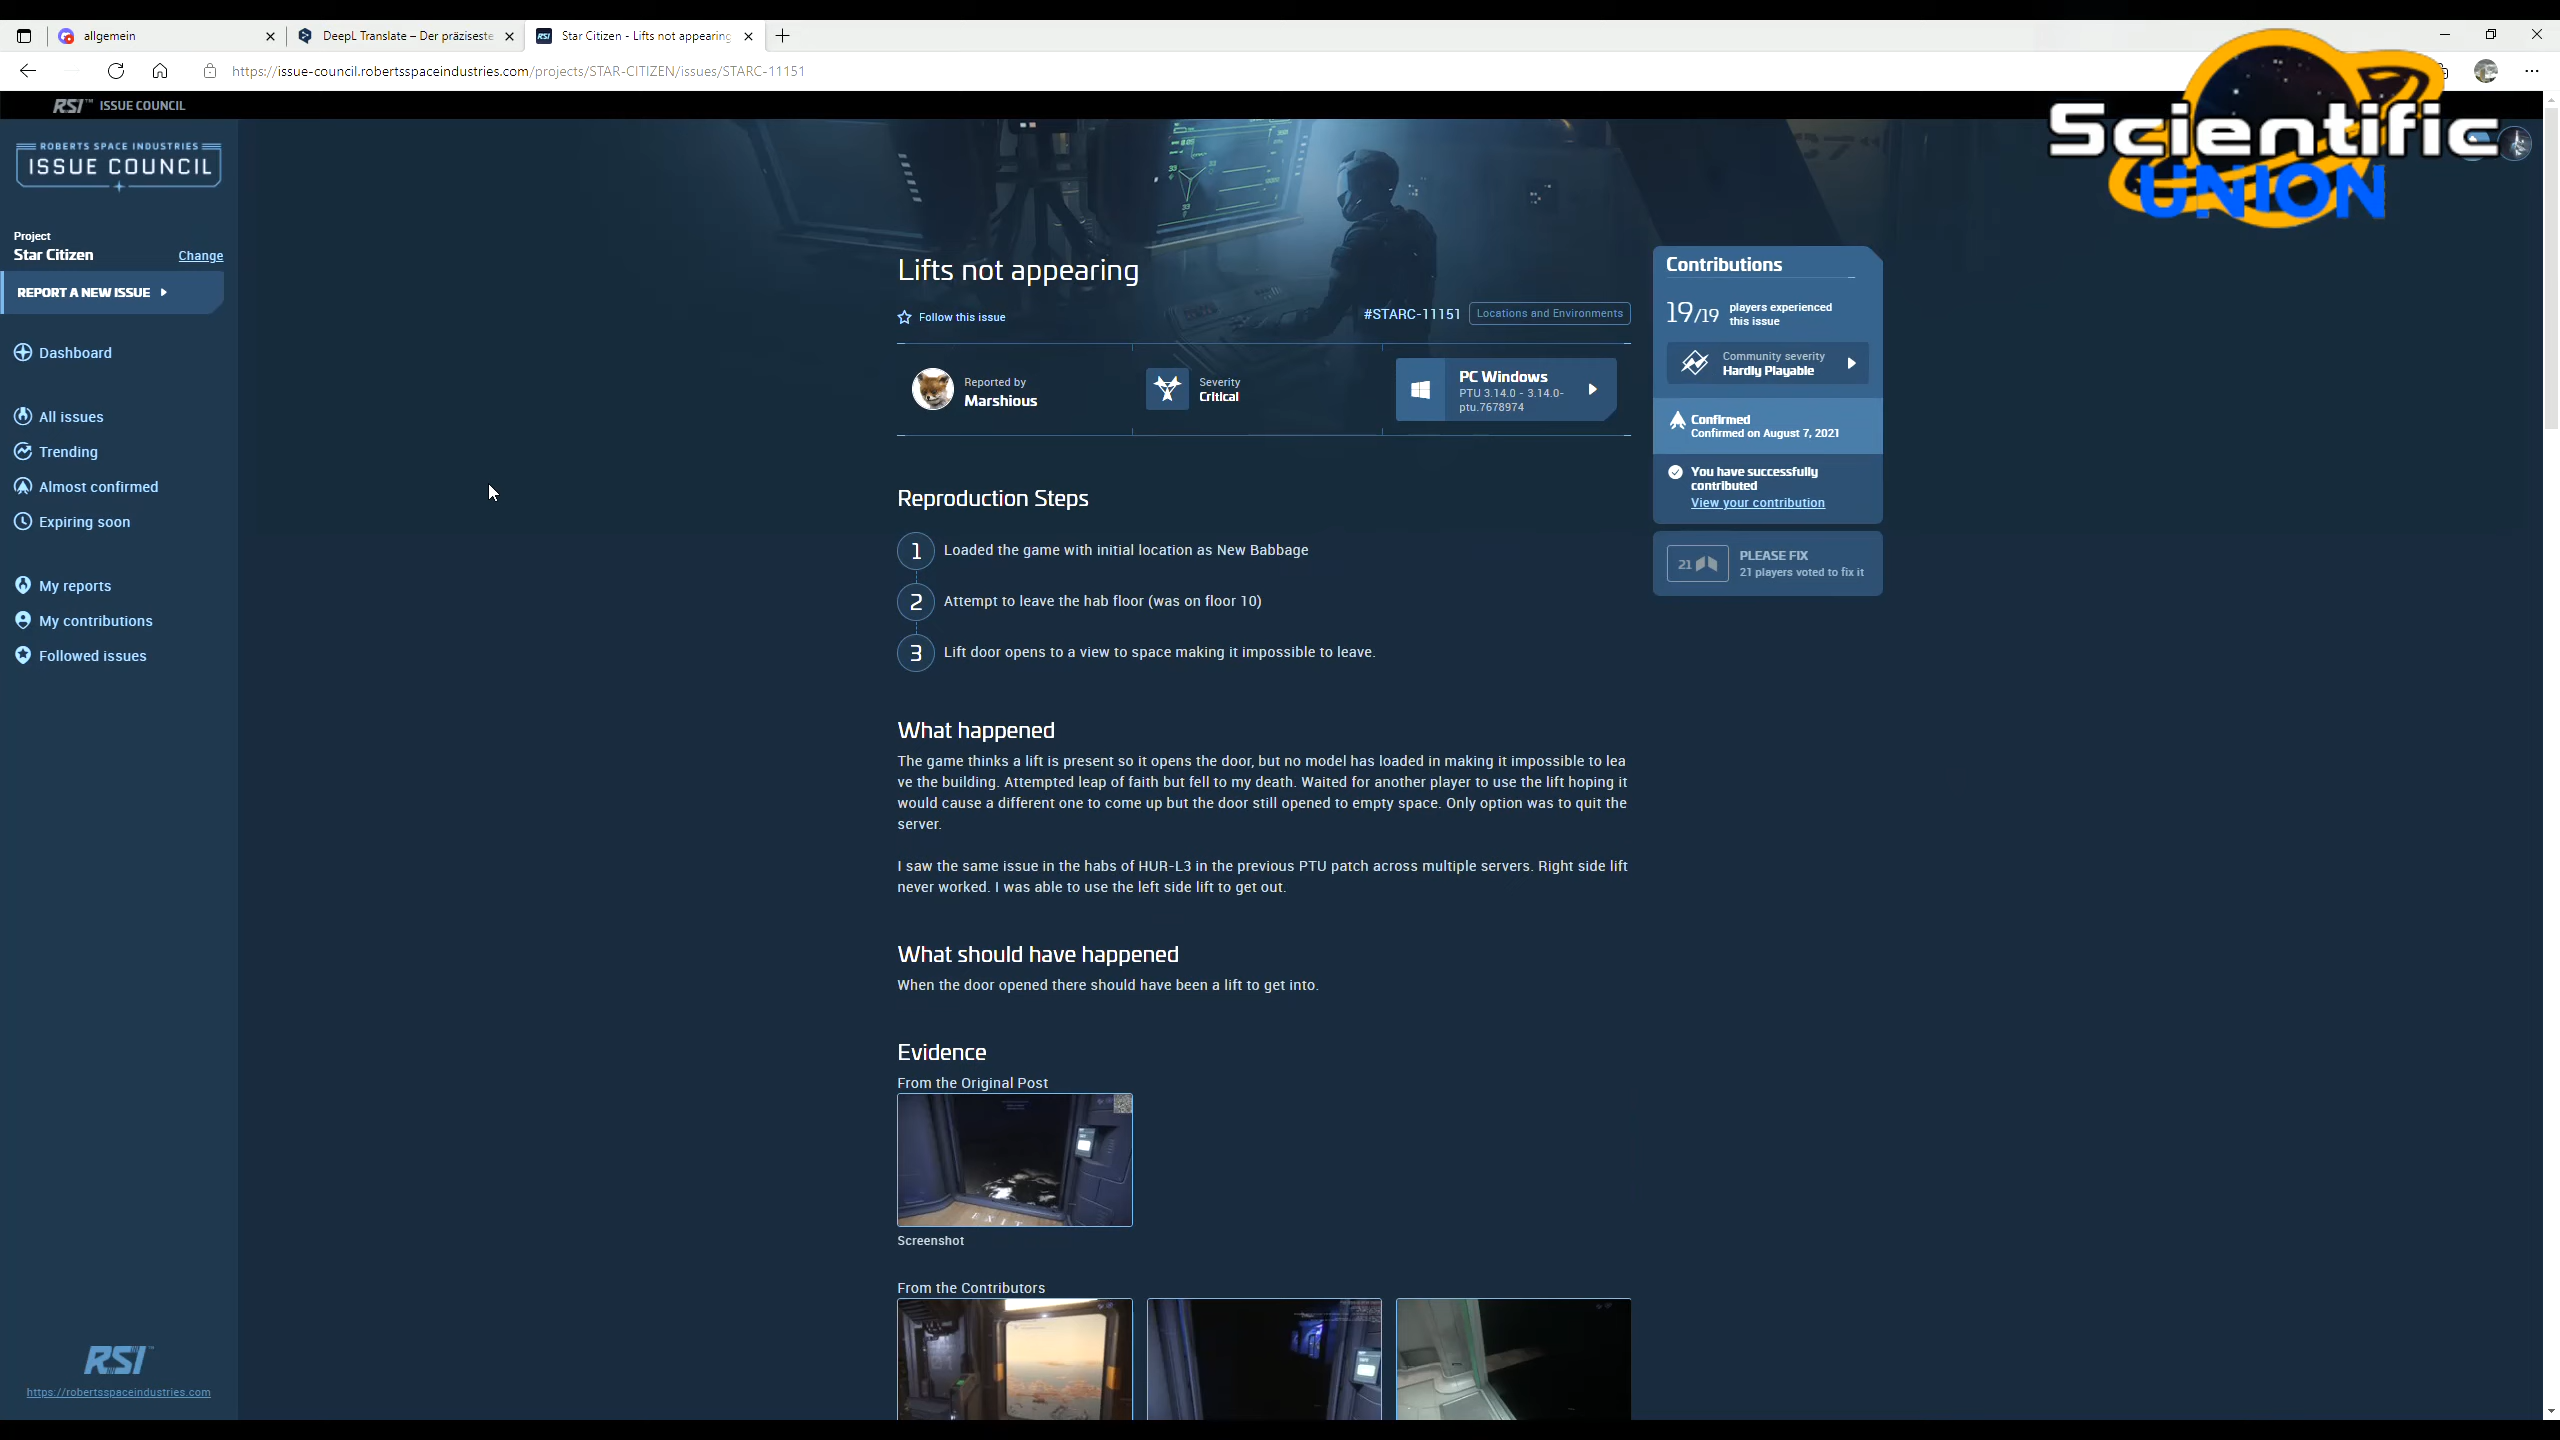 allgemein
DeepL Translate – Der präziseste
Star Citizen - Lifts not appearing
https://issue-council.robertsspaceindustries.com/projects/STAR-CITIZEN/issues/STARC-11151
RSI™ ISSUE COUNCIL
Scientific
UNION
ROBERTS SPACE INDUSTRIES
ISSUE COUNCIL
Project
Star Citizen
Change
REPORT A NEW ISSUE
Dashboard
All issues
Trending
Almost confirmed
Expiring soon
My reports
My contributions
Followed issues
RSI™
https://robertsspaceindustries.com
Lifts not appearing
Follow this issue
#STARC-11151
Locations and Environments
Reported by
Marshious
Severity
Critical
PC Windows
PTU 3.14.0 - 3.14.0-
ptu.7678974
Reproduction Steps
1 Loaded the game with initial location as New Babbage
2 Attempt to leave the hab floor (was on floor 10)
3 Lift door opens to a view to space making it impossible to leave.
What happened
The game thinks a lift is present so it opens the door, but no model has loaded in making it impossible to lea
ve the building. Attempted leap of faith but fell to my death. Waited for another player to use the lift hoping it
would cause a different one to come up but the door still opened to empty space. Only option was to quit the
server.
I saw the same issue in the habs of HUR-L3 in the previous PTU patch across multiple servers. Right side lift
never worked. I was able to use the left side lift to get out.
What should have happened
When the door opened there should have been a lift to get into.
Evidence
From the Original Post
EXIT
Screenshot
From the Contributors
Contributions
19/19
players experienced
this issue
Community severity
Hardly Playable
Confirmed
Confirmed on August 7, 2021
You have successfully
contributed
View your contribution
21
PLEASE FIX
21 players voted to fix it